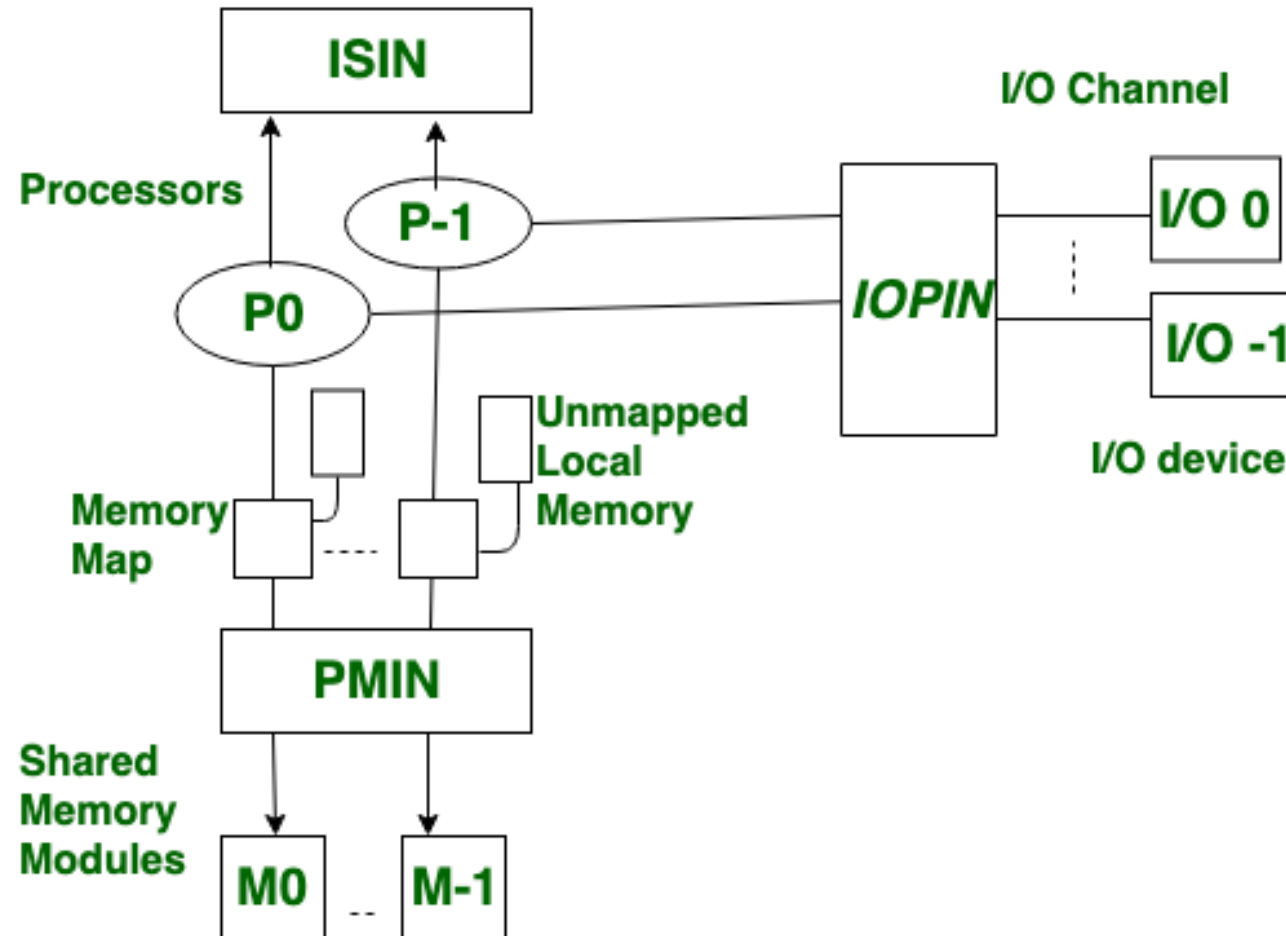 ISIN
I/O Channel
Processors
P-1
I/O 0
P0
IOPIN
I/O -1
Unmapped
Local
Memory
I/O device
Memory
Map
PMIN
Shared
Memory
Modules
M0
M-1